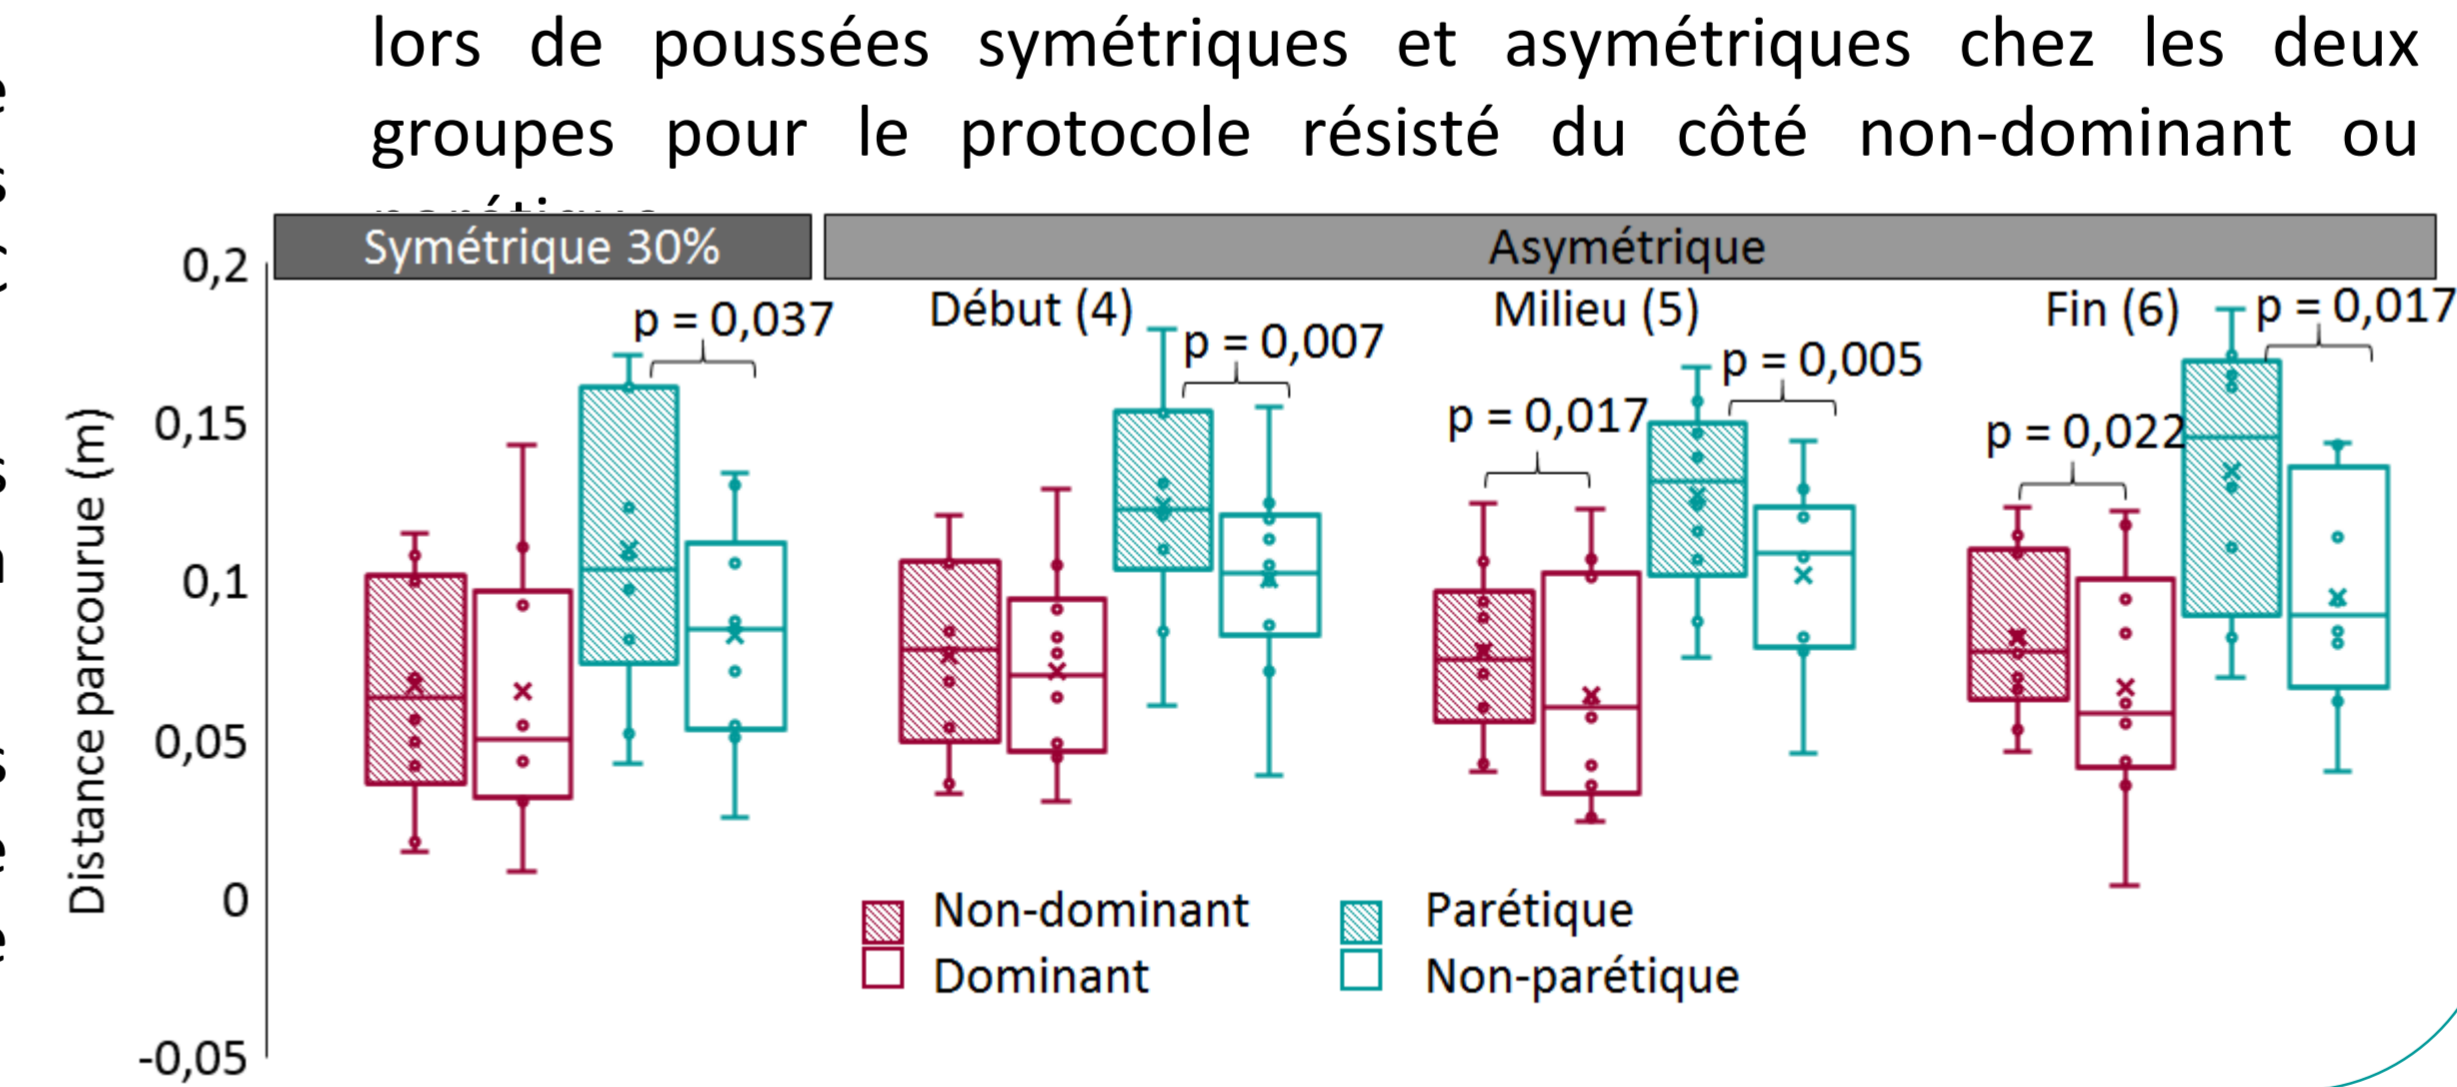 lors de poussées symétriques et asymétriques chez les deux
groupes pour le protocole résisté du côté non-dominant ou
Symétrique 30%
Asymétrique
Début (4)
Milieu (5)
Fin (6)
p = 0,037
p = 0,007
p = 0,017
p = 0,005
p = 0,022
p = 0,017
Distance parcourue (m)
0,2
0,15
0,1
0,05
0
-0,05
Non-dominant
Dominant
Parétique
Non-parétique